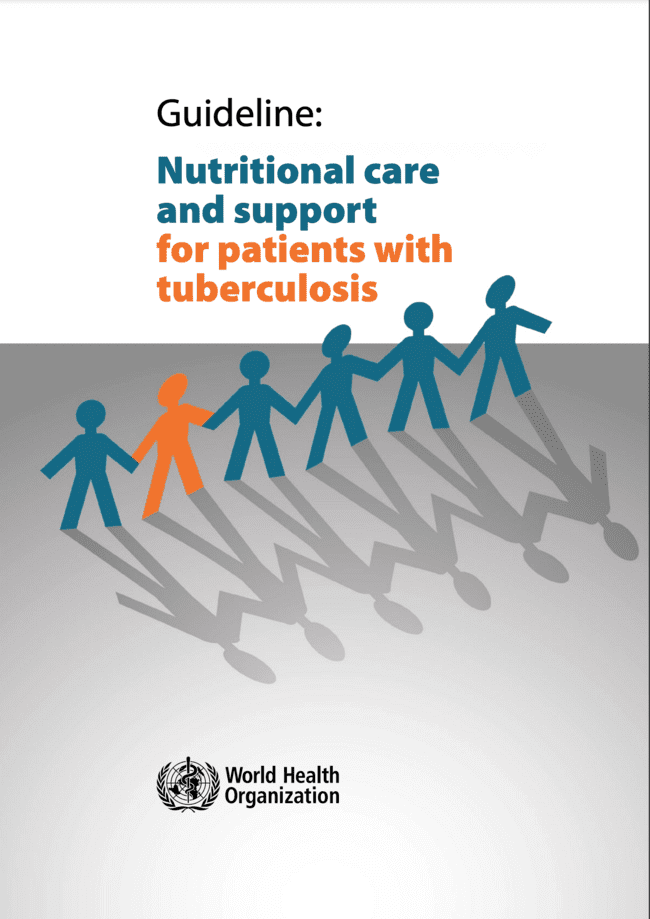 Guideline:
Nutritional care
and support
for patients with
tuberculosis
World Health
Organization